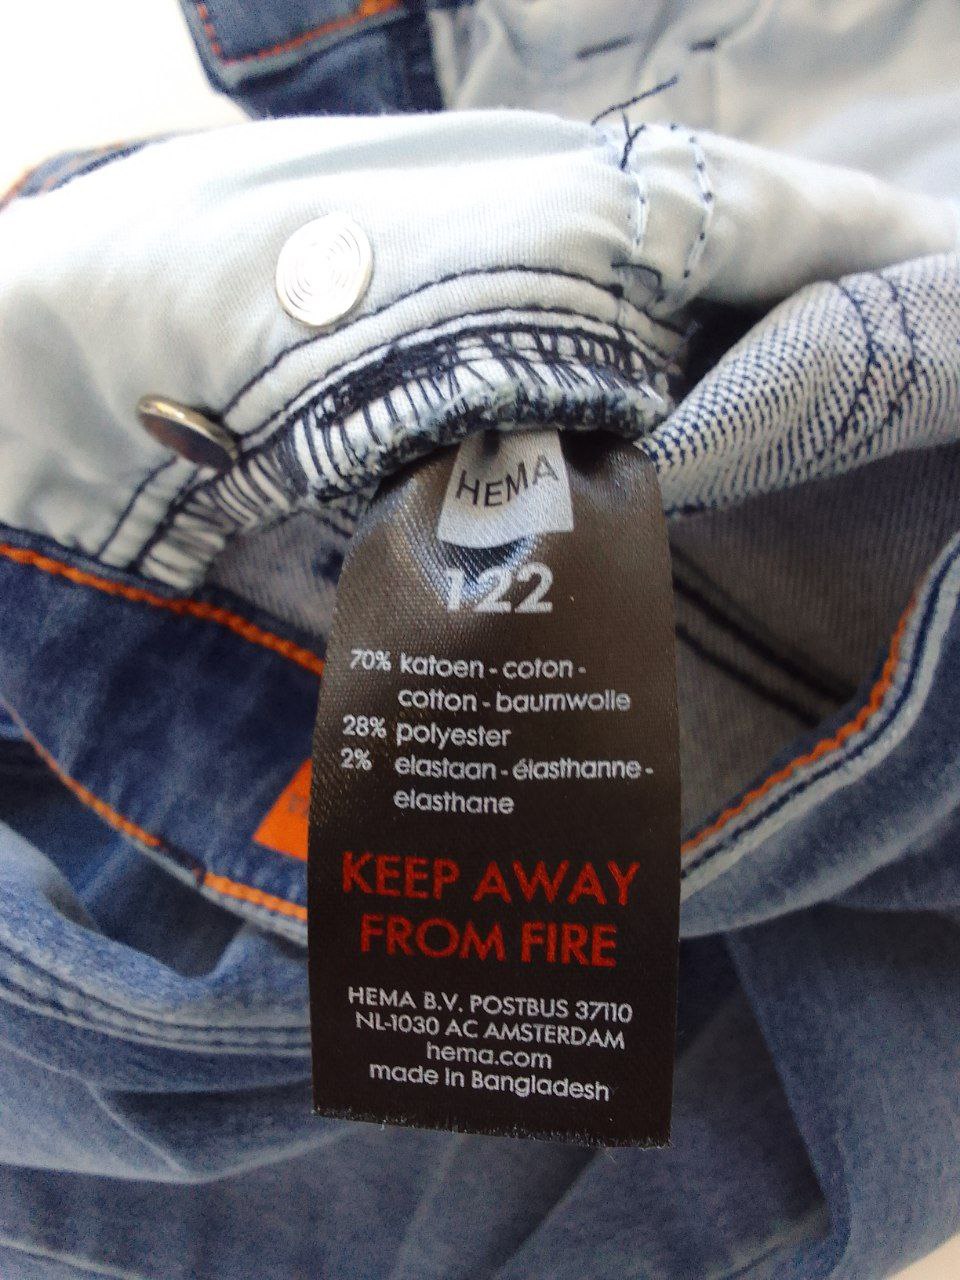 HEMA
122
70% katoen - coton -
cotton - baumwolle
28% polyester
2% elastaan - élasthanne -
elasthane
KEEP AWAY
FROM FIRE
HEMA B.V. POSTBUS 37110
NL-1030 AC AMSTERDAM
hema.com
made in Bangladesh